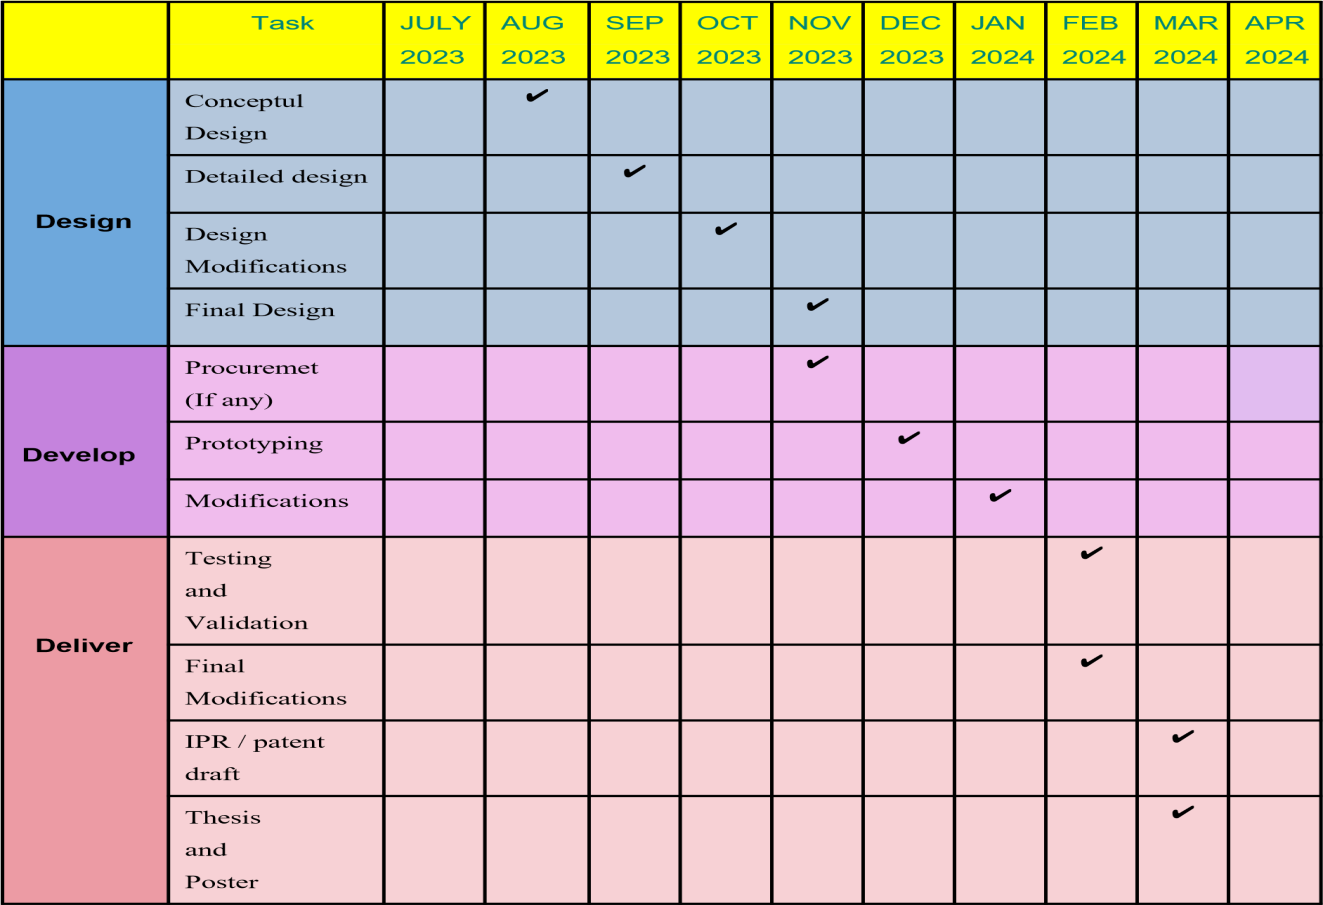 Task
JULY 2023
AUG 2023
SEP 2023
OCT 2023
NOV 2023
DEC 2023
JAN 2024
FEB 2024
MAR 2024
APR 2024
Design
Conceptul
Design
✔
Detailed design
✔
Design
Modifications
✔
Final Design
✔
Develop
Procuremet
(If any)
✔
Prototyping
✔
Modifications
✔
Deliver
Testing
and
Validation
✔
Final
Modifications
✔
IPR / patent
draft
✔
Thesis
and
Poster
✔